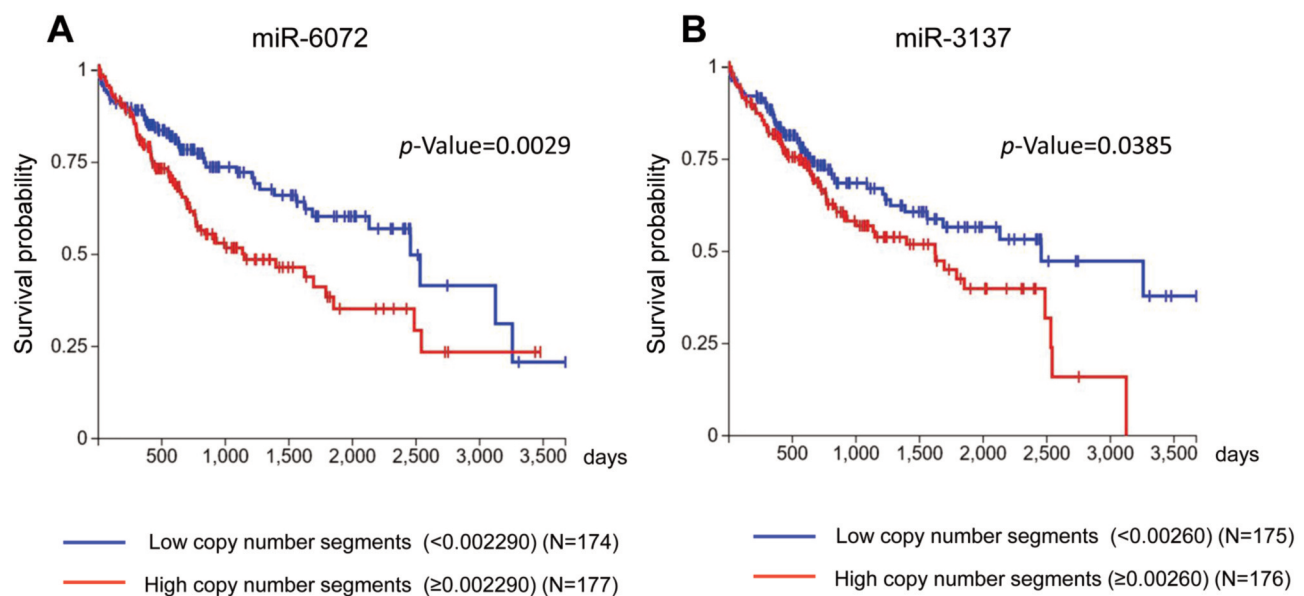 A
miR-6072
Survival probability
1
0.75
0.5
0.25
0
p-Value=0.0029
500 1,000 1,500 2,000 2,500 3,000 3,500 days
Low copy number segments (<0.002290) (N=174)
High copy number segments (≥0.002290) (N=177)
B
miR-3137
Survival probability
1
0.75
0.5
0.25
0
p-Value=0.0385
500 1,000 1,500 2,000 2,500 3,000 3,500 days
Low copy number segments (<0.00260) (N=175)
High copy number segments (≥0.00260) (N=176)